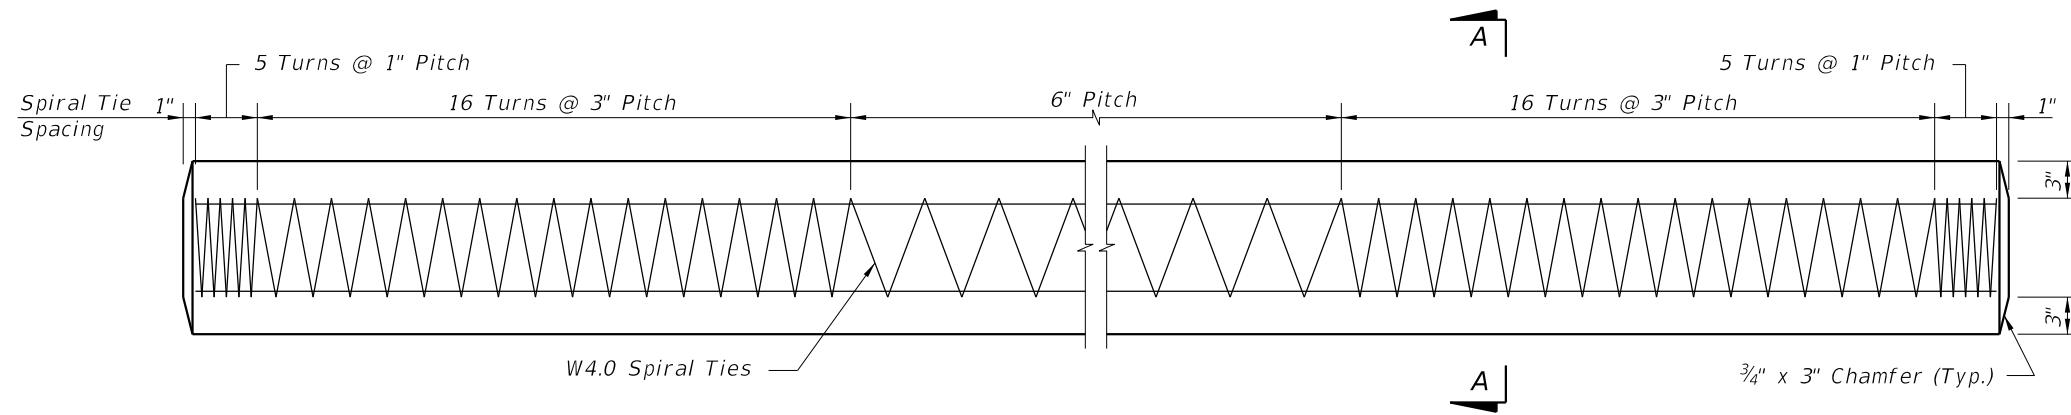 A
5 Turns @ 1" Pitch
5 Turns @ 1" Pitch
Spiral Tie
Spacing
1"
16 Turns @ 3" Pitch
6" Pitch
16 Turns @ 3" Pitch
1"
3"
3"
W4.0 Spiral Ties
A
¾" x 3" Chamfer (Typ.)